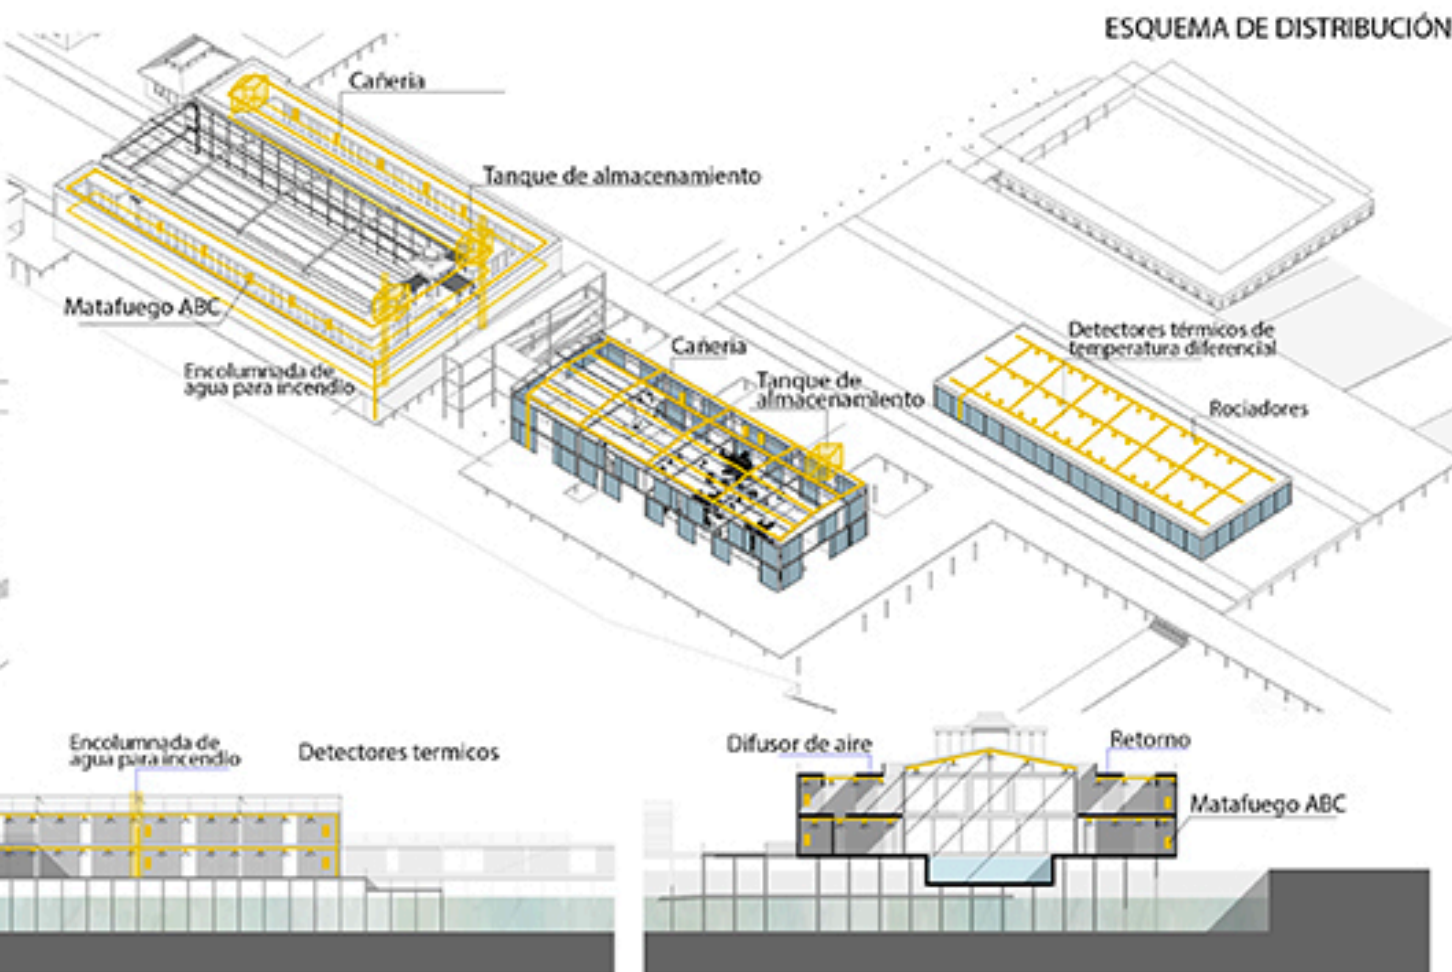 ESQUEMA DE DISTRIBUCIÓN
Cañeria
Tanque de almacenamiento
Matafuego ABC
Encolumnada de
agua para incendio
Cañeria
Tanque de
almacenamiento
Detectores térmicos de
temperatura diferencial
Rociadores
Encolumnada de
agua para incendio
Detectores termicos
Difusor de aire
Retorno
Matafuego ABC